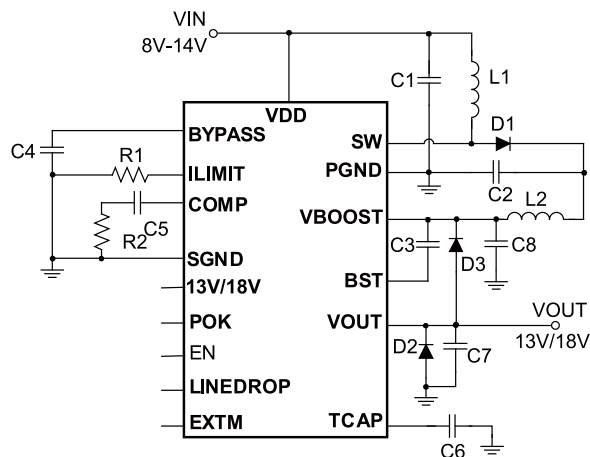 VIN
8V-14V
VDD
C1
L1
BYPASS
SW
D1
C4
R1
ILIMIT
PGND
C2
COMP
C5
R2
VBOOST
L2
C3
D3
C8
SGND
13V/18V
BST
POK
VOUT
VOUT
13V/18V
EN
D2
C7
LINEDROP
EXTM
TCAP
C6